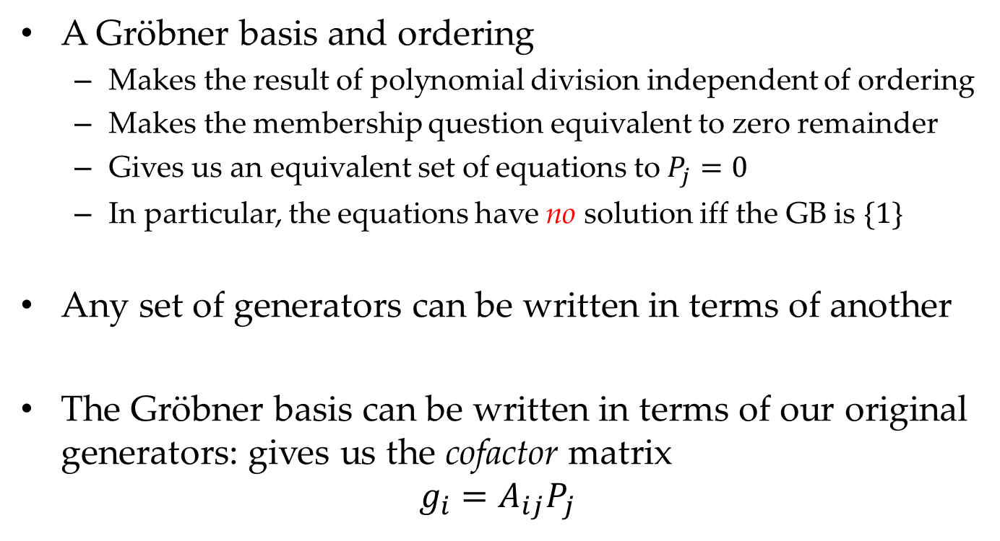 • A Gröbner basis and ordering
– Makes the result of polynomial division independent of ordering
– Makes the membership question equivalent to zero remainder
– Gives us an equivalent set of equations to $P_j = 0$
– In particular, the equations have no solution iff the GB is {1}
• Any set of generators can be written in terms of another
• The Gröbner basis can be written in terms of our original
generators: gives us the cofactor matrix
$g_i = A_{ij} P_j$